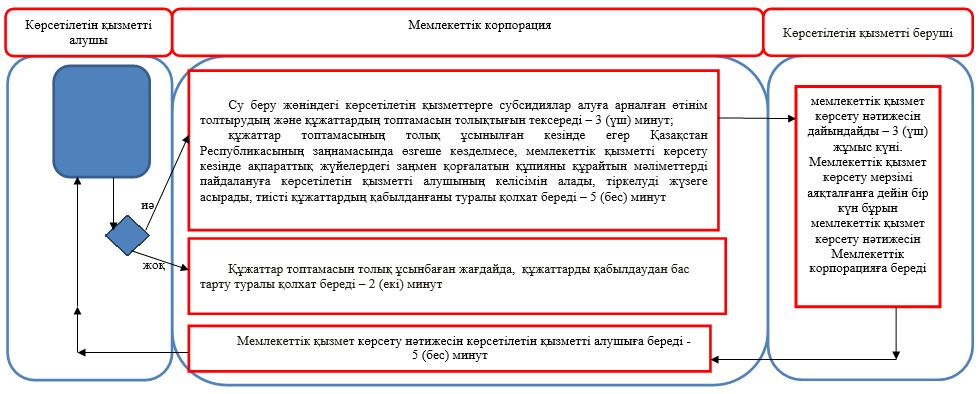 Көрсетілетін қызметті
алушы
Мемлекеттік корпорация
Көрсетілетін қызметті беруші
Су беру жөніндегі көрсетілетін қызметтерге субсидиялар алуға арналған өтінім
толтырудың және құжаттардың топтамасын толықтығын тексереді – 3 (үш) минут;
құжаттар топтамасының толық ұсынылған кезінде егер Қазақстан
Республикасының заңнамасында өзгеше көзделмесе, мемлекеттік қызметті көрсету
кезінде ақпараттық жүйелердегі заңмен қорғалатын құпияны құрайтын мәліметтерді
пайдалануға көрсетілетін қызметті алушының келісімін алады, тіркелуді жүзеге
асырады, тиісті құжаттардың қабылданғаны туралы қолхат береді – 5 (бес) минут
иә
жоқ
Құжаттар топтамасын толық ұсынбаған жағдайда, құжаттарды қабылдаудан бас
тарту туралы қолхат береді – 2 (екі) минут
мемлекеттік қызмет
көрсету нәтижесін
дайындайды – 3 (үш)
жұмыс күні.
Мемлекеттік қызмет
көрсету мерзімі
аяқталғанға дейін бір
күн бұрын
мемлекеттік қызмет
көрсету нәтижесін
Мемлекеттік
корпорацияға береді
Мемлекеттік қызмет көрсету нәтижесін көрсетілетін қызметті алушыға береді -
5 (бес) минут